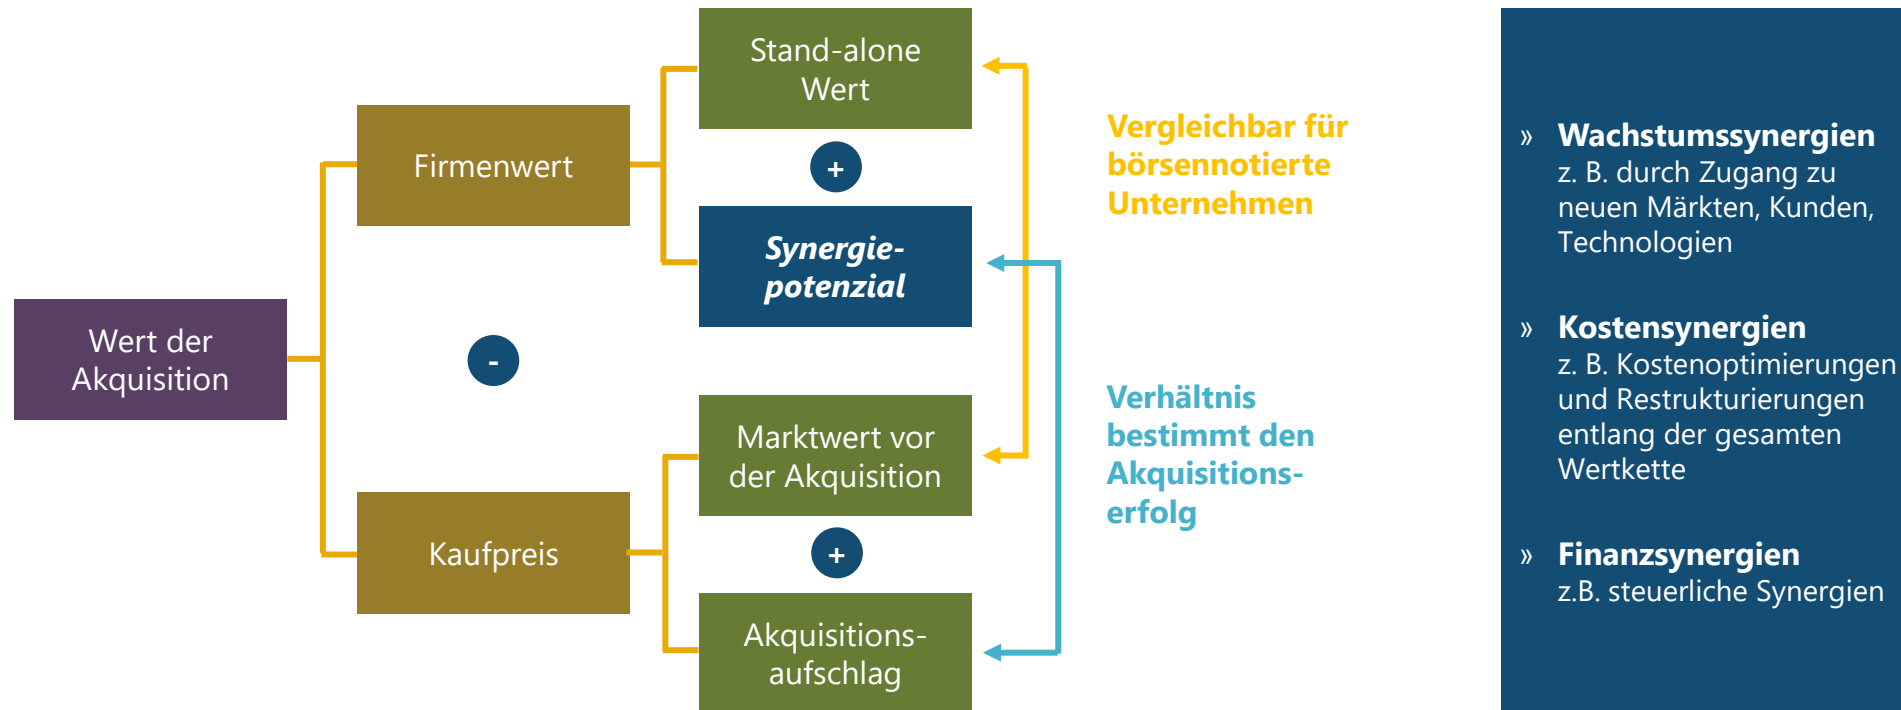 Stand-alone
Wert
Firmenwert
+
Synergie-
potenzial
Wert der
Akquisition
-
Marktwert vor
der Akquisition
Kaufpreis
+
Akquisitions-
aufschlag
Vergleichbar für
börsennotierte
Unternehmen
Verhältnis
bestimmt den
Akquisitions-
erfolg
» Wachstumssynergien
z. B. durch Zugang zu
neuen Märkten, Kunden,
Technologien
» Kostensynergien
z. B. Kostenoptimierungen
und Restrukturierungen
entlang der gesamten
Wertkette
» Finanzsynergien
z.B. steuerliche Synergien